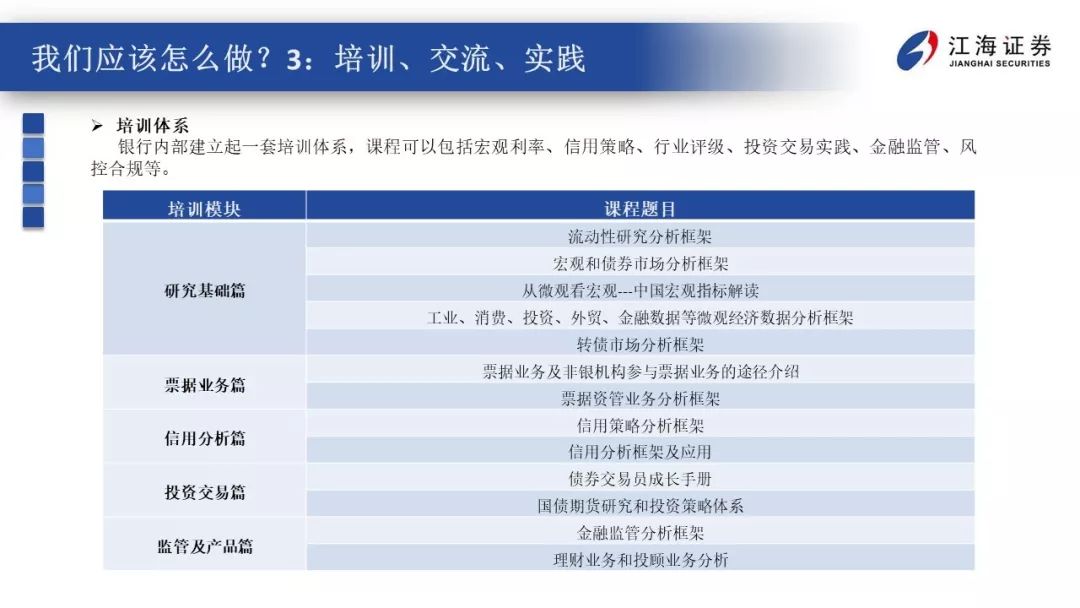 我们应该怎么做？3：培训、交流、实践
江海证券
JIANGHAI SECURITIES
➢ 培训体系
银行内部建立起一套培训体系，课程可以包括宏观利率、信用策略、行业评级、投资交易实践、金融监管、风
控合规等。
培训模块 课程题目
研究基础篇
流动性研究分析框架
宏观和债券市场分析框架
从微观看宏观---中国宏观指标解读
工业、消费、投资、外贸、金融数据等微观经济数据分析框架
转债市场分析框架
票据业务篇
票据业务及非银机构参与票据业务的途径介绍
票据资管业务分析框架
信用分析篇
信用策略分析框架
信用分析框架及应用
投资交易篇
债券交易员成长手册
国债期货研究和投资策略体系
监管及产品篇
金融监管分析框架
理财业务和投顾业务分析